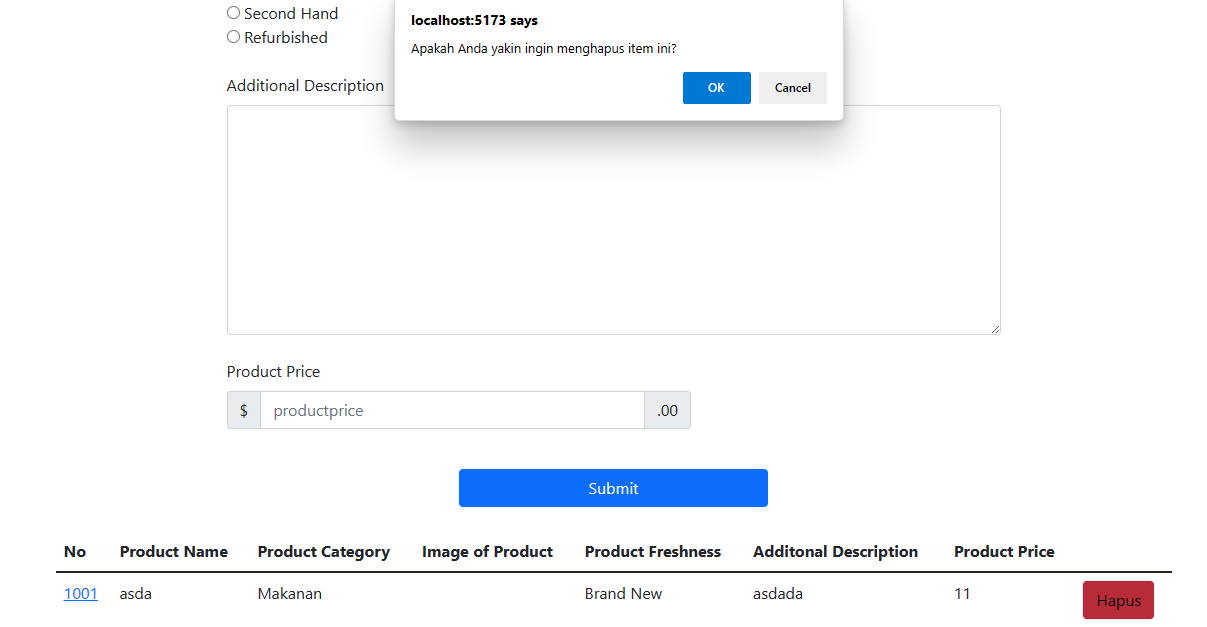 Second Hand
Refurbished
localhost:5173 says
Apakah Anda yakin ingin menghapus item ini?
OK Cancel
Additional Description
Product Price
$ productprice .00
Submit
No Product Name Product Category Image of Product Product Freshness Additonal Description Product Price
1001 asda Makanan Brand New asdada 11 Hapus